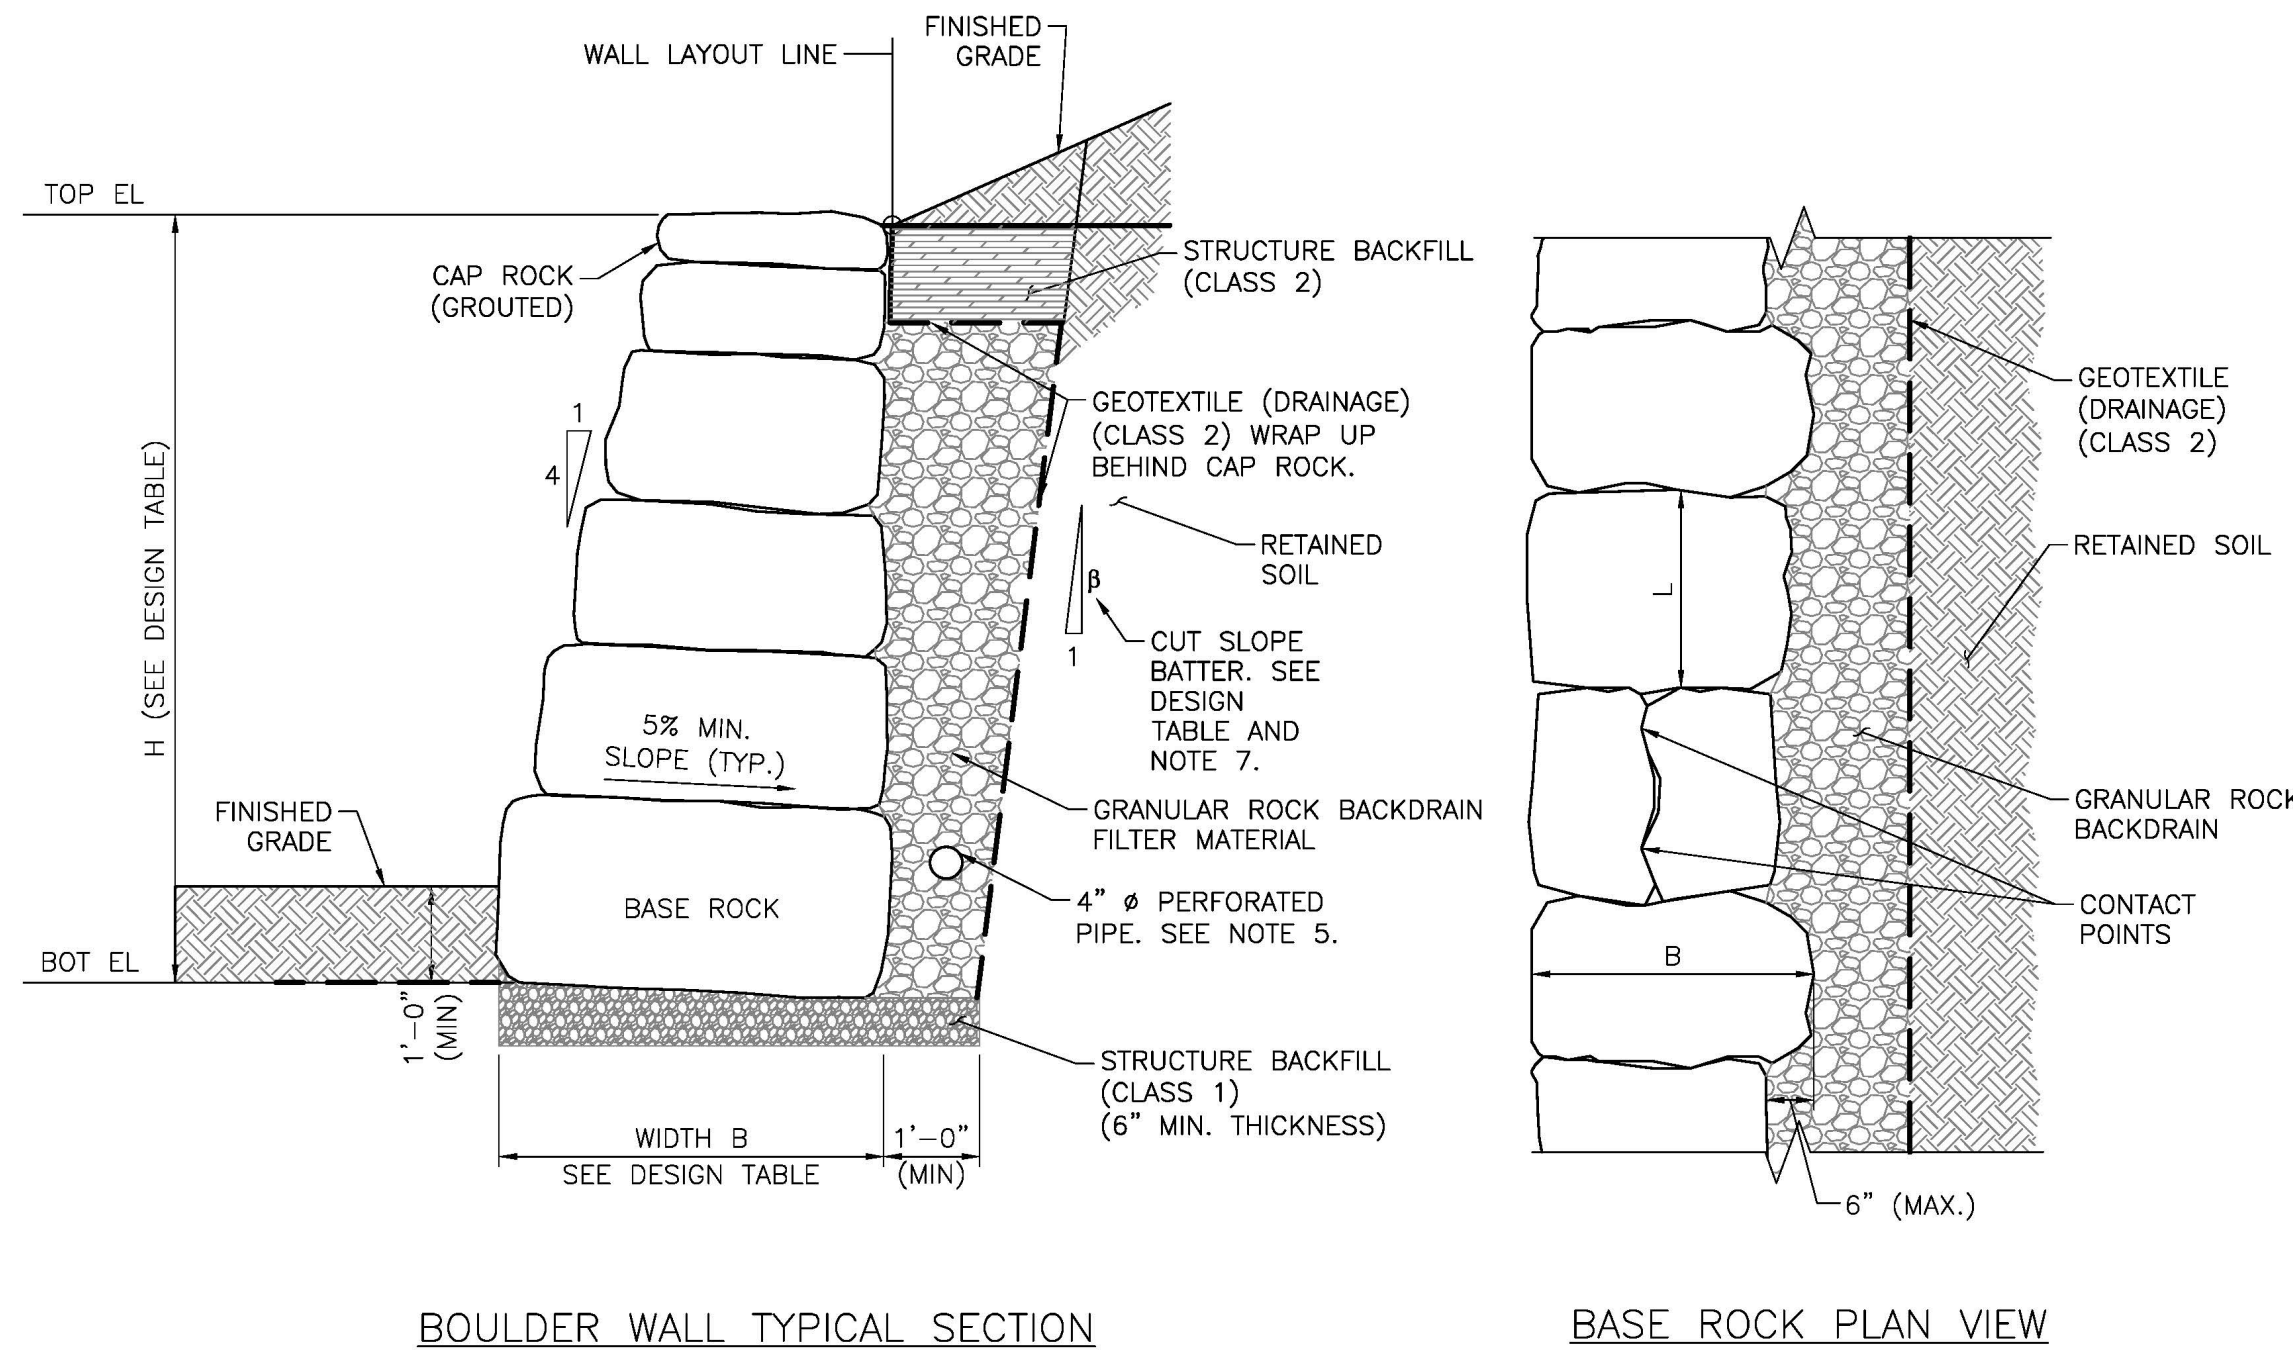 FINISHED
GRADE
WALL LAYOUT LINE
TOP EL
CAP ROCK
(GROUTED)
STRUCTURE BACKFILL
(CLASS 2)
1
4
GEOTEXTILE (DRAINAGE)
(CLASS 2) WRAP UP
BEHIND CAP ROCK.
H (SEE DESIGN TABLE)
RETAINED
SOIL
β
1
CUT SLOPE
BATTER. SEE
DESIGN
TABLE AND
NOTE 7.
5% MIN.
SLOPE (TYP.)
FINISHED
GRADE
GRANULAR ROCK BACKDRAIN
FILTER MATERIAL
BASE ROCK
4" ø PERFORATED
PIPE. SEE NOTE 5.
BOT EL
1'-0"
(MIN)
STRUCTURE BACKFILL
(CLASS 1)
(6" MIN. THICKNESS)
WIDTH B
SEE DESIGN TABLE
1'-0"
(MIN)
BOULDER WALL TYPICAL SECTION
GEOTEXTILE
(DRAINAGE)
(CLASS 2)
RETAINED SOIL
L
GRANULAR ROCK
BACKDRAIN
CONTACT
POINTS
B
6" (MAX.)
BASE ROCK PLAN VIEW